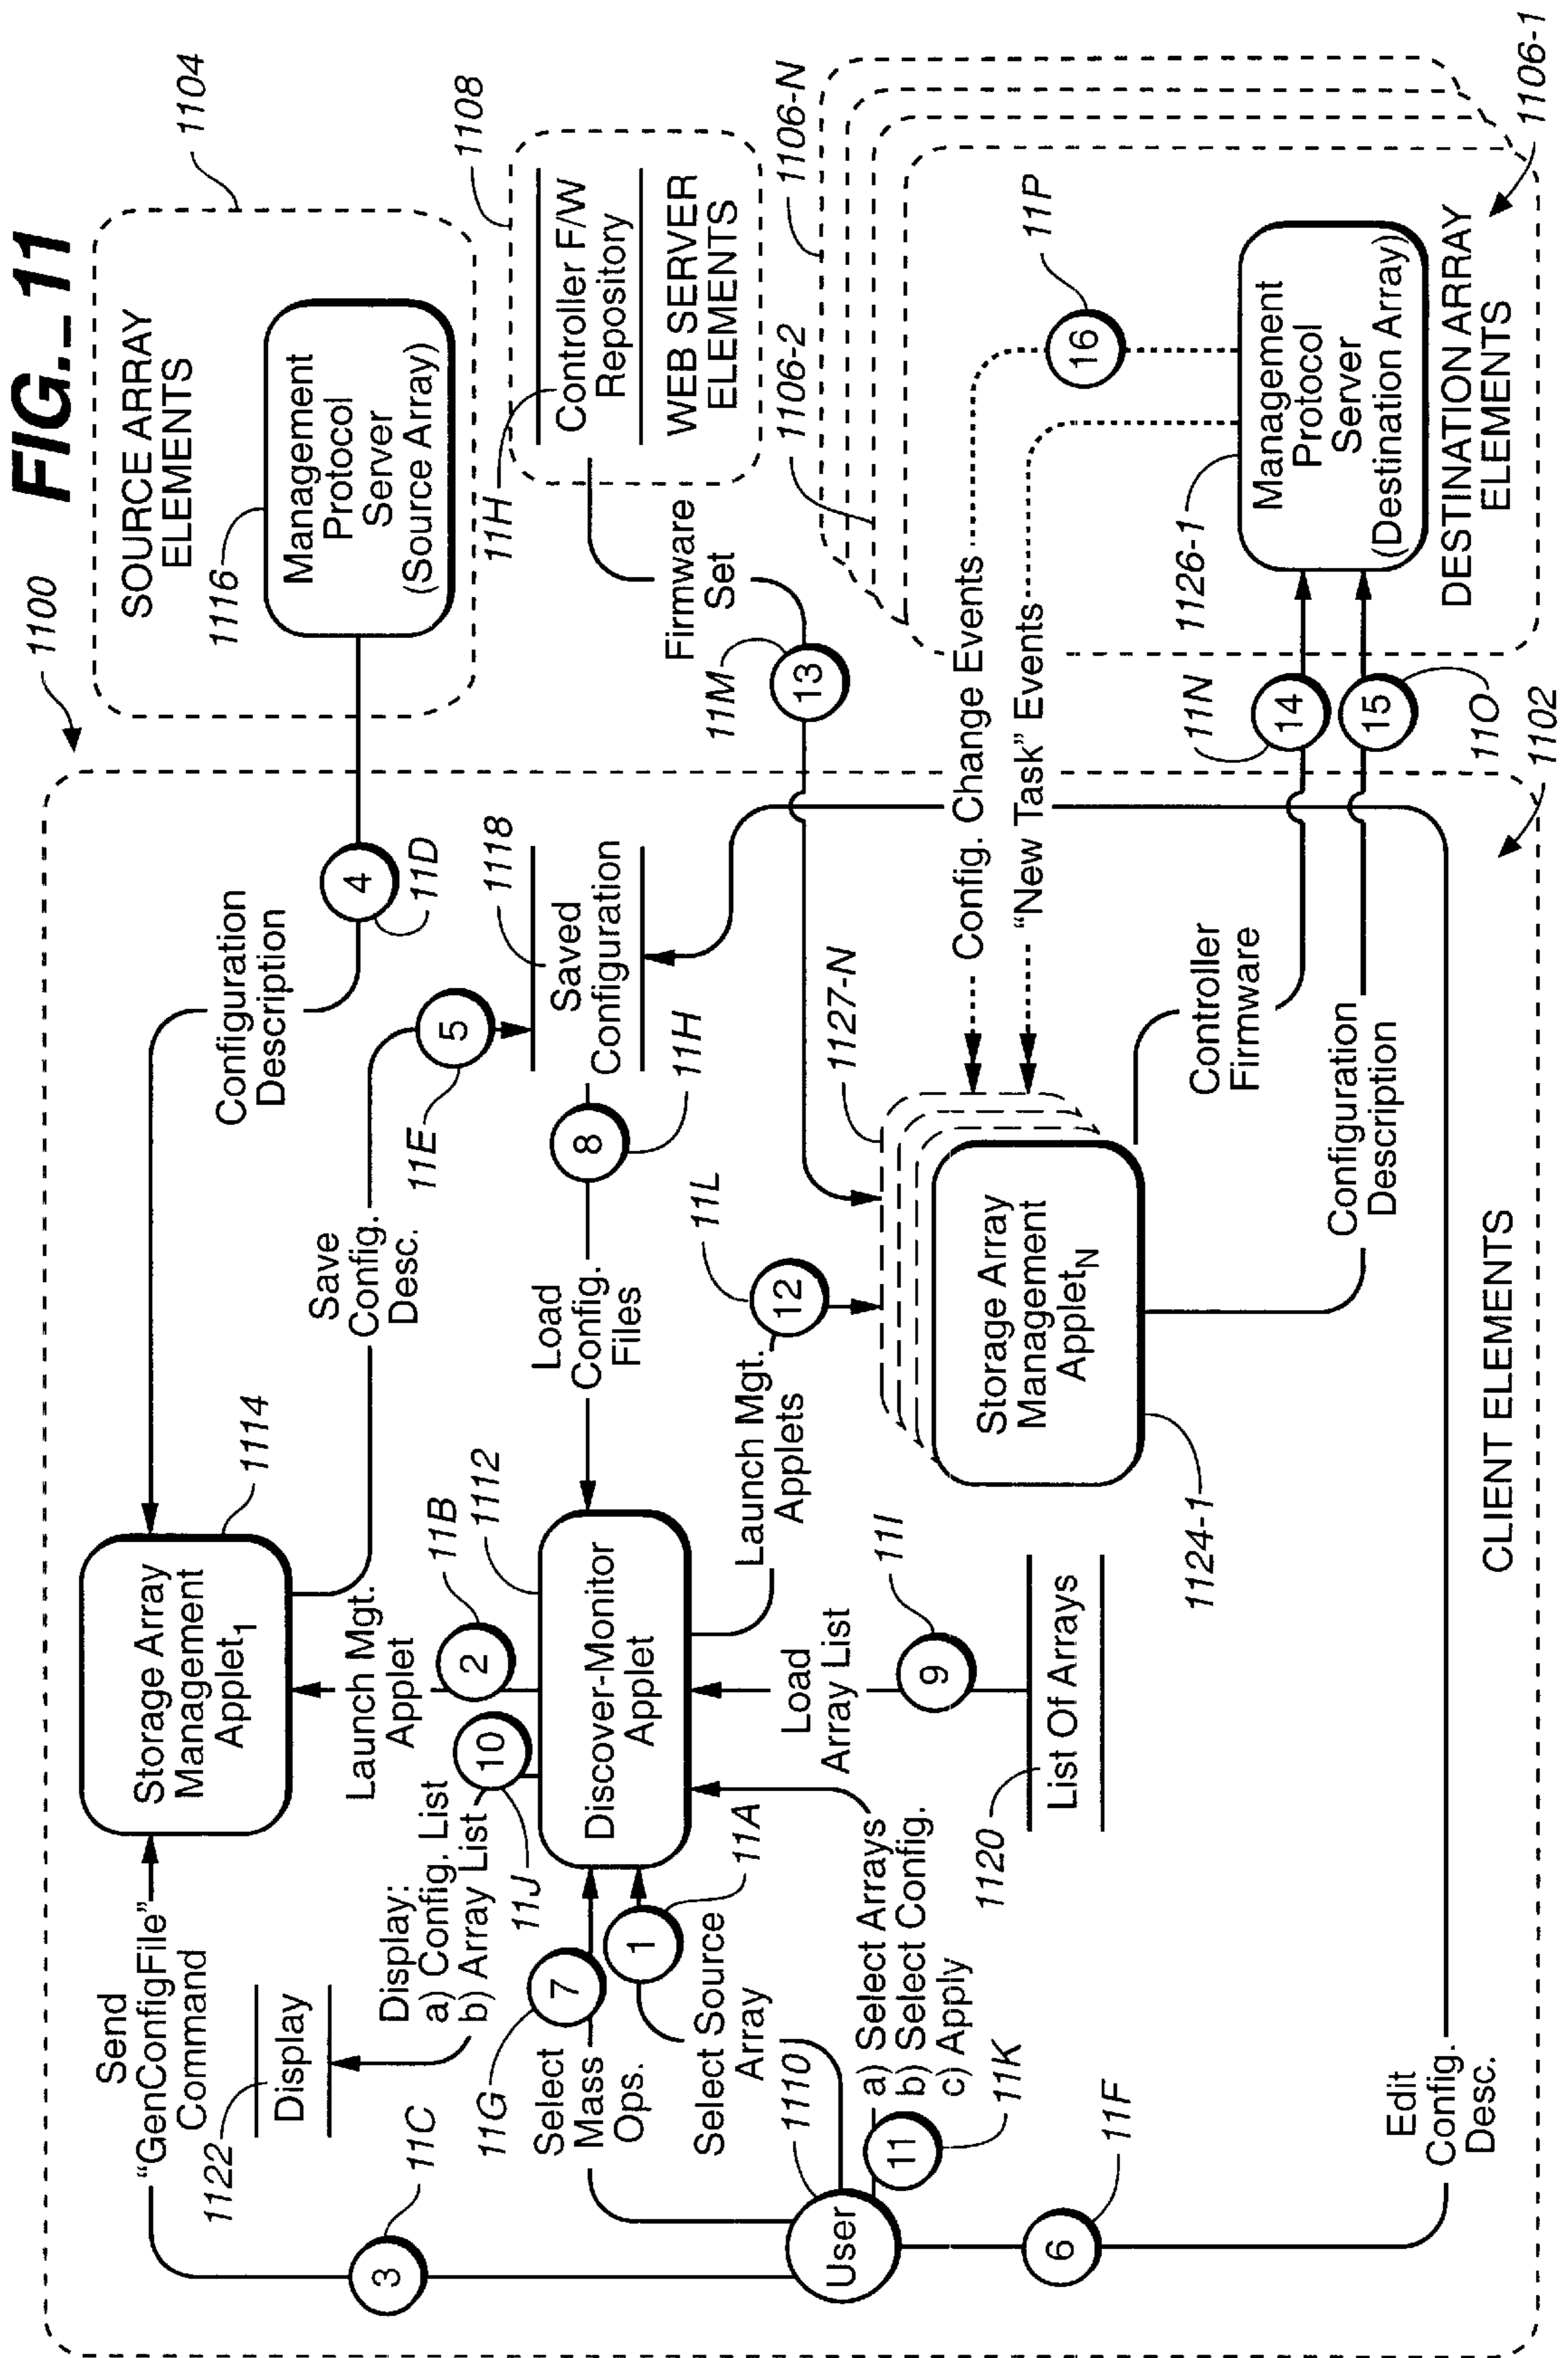 FIG._11
1100
1104
SOURCE ARRAY
ELEMENTS
1116
Management
Protocol
Server
(Source Array)
1108
11H
Controller F/W
Repository
WEB SERVER
ELEMENTS
1106-N
1106-2
1106-1
11P
16
1126-1
Management
Protocol
Server
(Destination Array)
DESTINATION ARRAY
ELEMENTS
Firmware
Set
11M
13
Config. Change Events
"New Task" Events
11N
14
15
11O
1102
Configuration
Description
4
11D
Save
Config.
Desc.
5
11E
1118
Saved
Configuration
8
11H
Load
Config.
Files
1127-N
11L
12
Launch Mgt.
Applets
Storage Array
Management
AppletN
1124-1
Controller
Firmware
Configuration
Description
Storage Array
Management
Applet1
1114
Launch Mgt.
Applet
2
11B
1112
Discover-Monitor
Applet
10
11J
Display:
a) Config. List
b) Array List
Load
Array List
9
11I
List Of Arrays
1120
Send
"GenConfigFile"
Command
Display
1122
3
11C
7
11G
Select
Mass
Ops.
1
11A
Select Source
Array
1110
User
a) Select Arrays
b) Select Config.
c) Apply
11
11K
6
11F
Edit
Config.
Desc.
CLIENT ELEMENTS